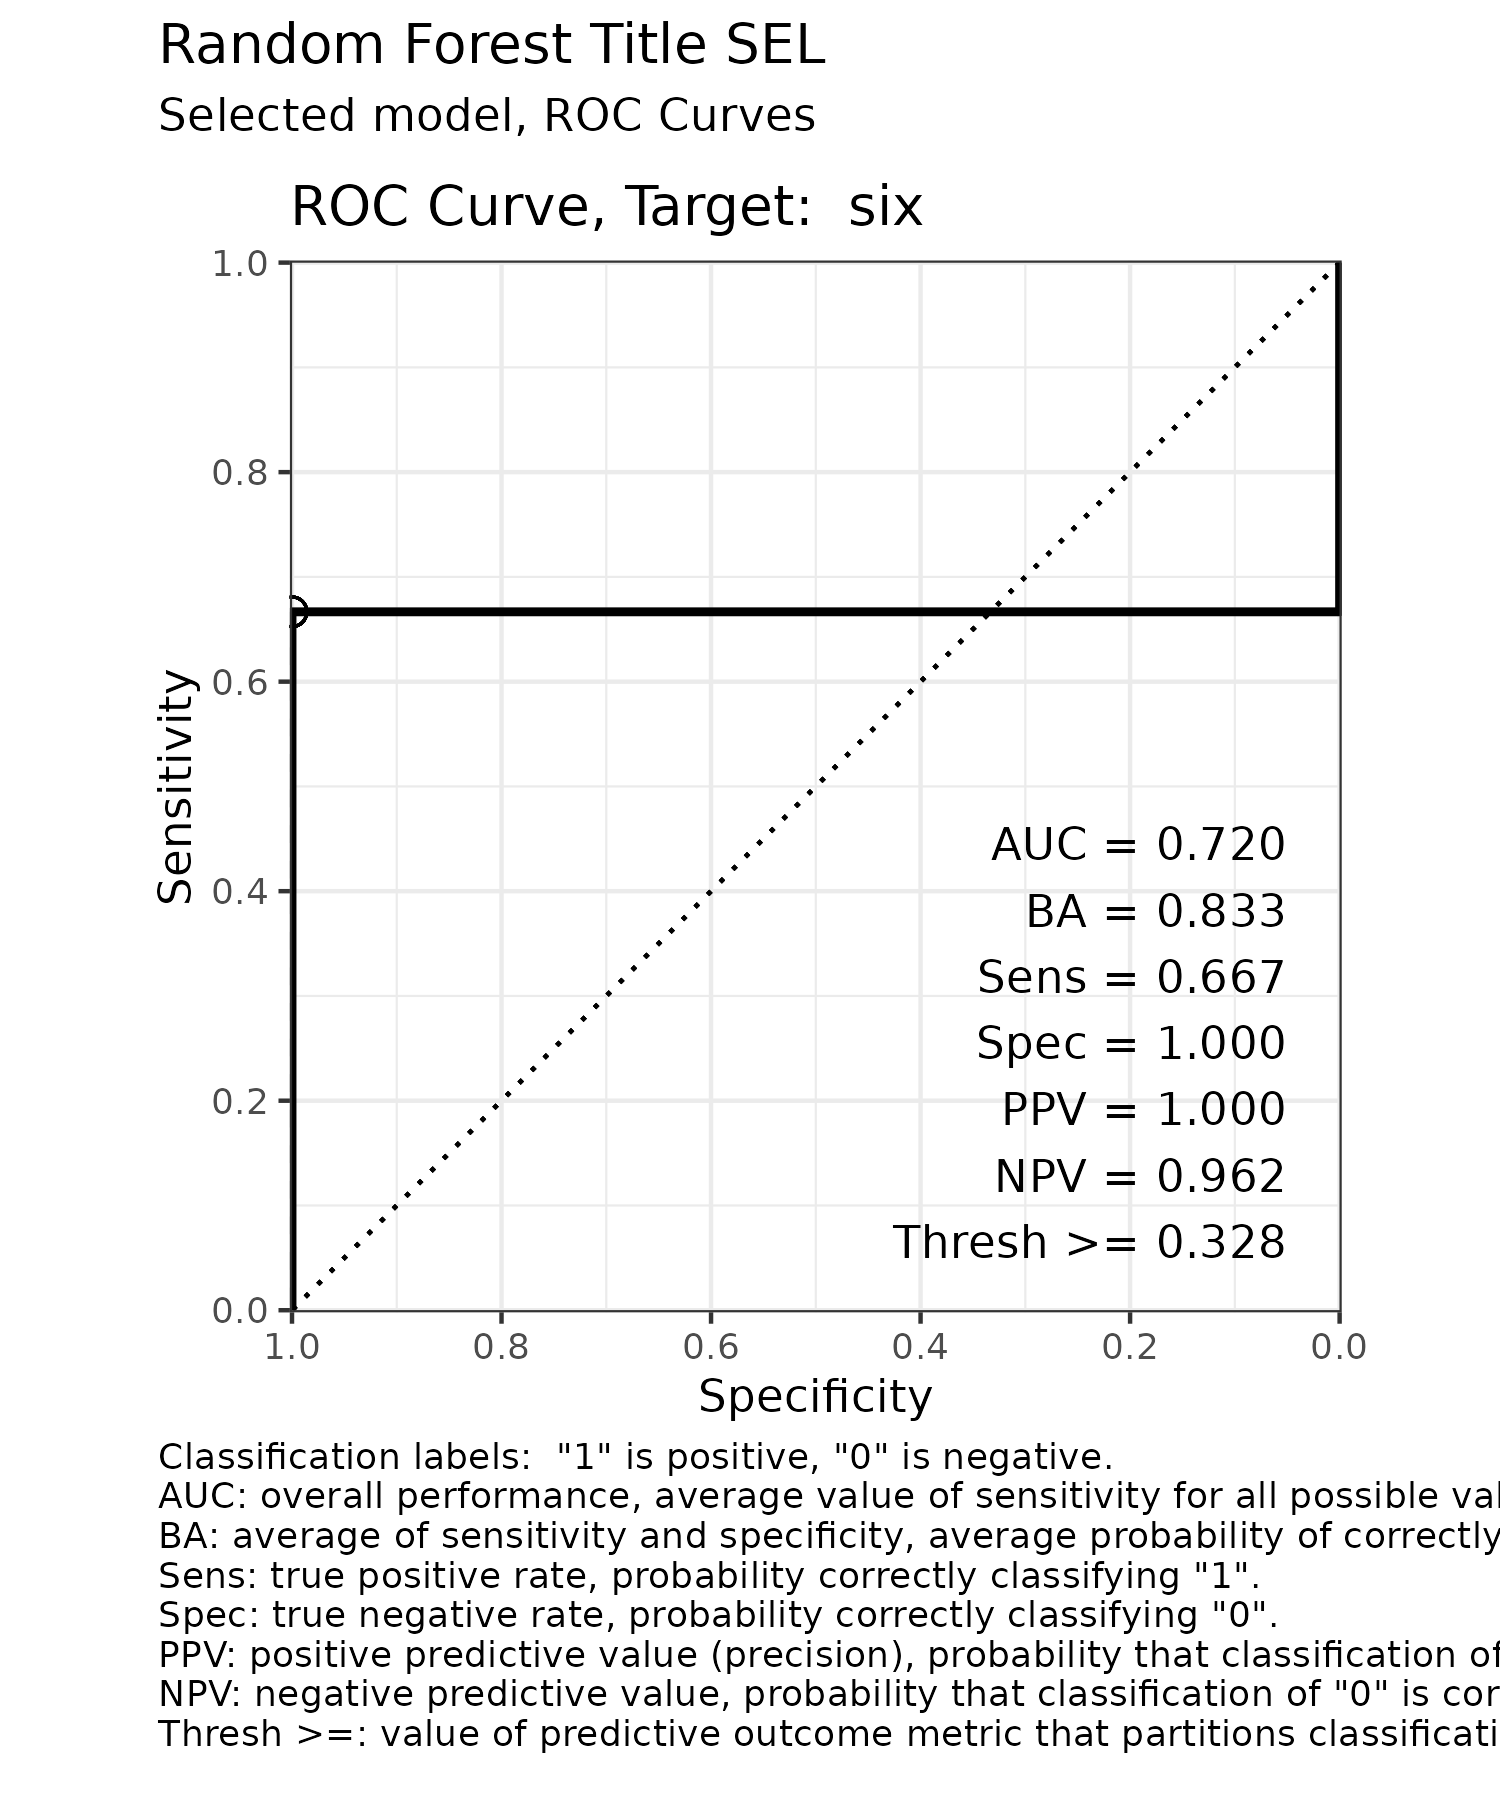 Random Forest Title SEL
Selected model, ROC Curves
ROC Curve, Target:  six
1.0
0.8
0.6
0.4
0.2
0.0
Sensitivity
AUC = 0.720
BA = 0.833
Sens = 0.667
Spec = 1.000
PPV = 1.000
NPV = 0.962
Thresh >= 0.328
1.0 0.8 0.6 0.4 0.2 0.0
Specificity
Classification labels:  "1" is positive, "0" is negative.
AUC: overall performance, average value of sensitivity for all possible
BA: average of sensitivity and specificity, average probability of correctly
Sens: true positive rate, probability correctly classifying "1".
Spec: true negative rate, probability correctly classifying "0".
PPV: positive predictive value (precision), probability that classification of
NPV: negative predictive value, probability that classification of "0" is
Thresh >=: value of predictive outcome metric that partitions